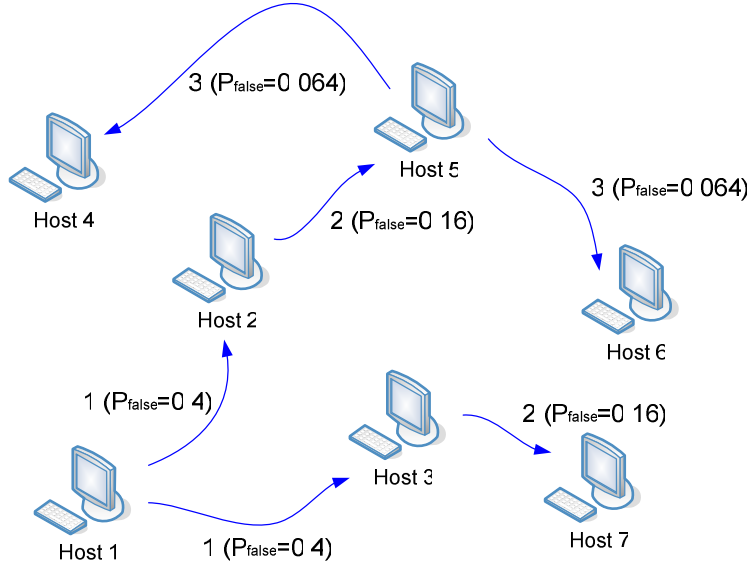 3 (Pfalse=0 064)
Host 5
Host 4
3 (Pfalse=0 064)
2 (Pfalse=0 16)
Host 2
Host 6
1 (Pfalse=0 4)
2 (Pfalse=0 16)
Host 3
Host 7
1 (Pfalse=0 4)
Host 1